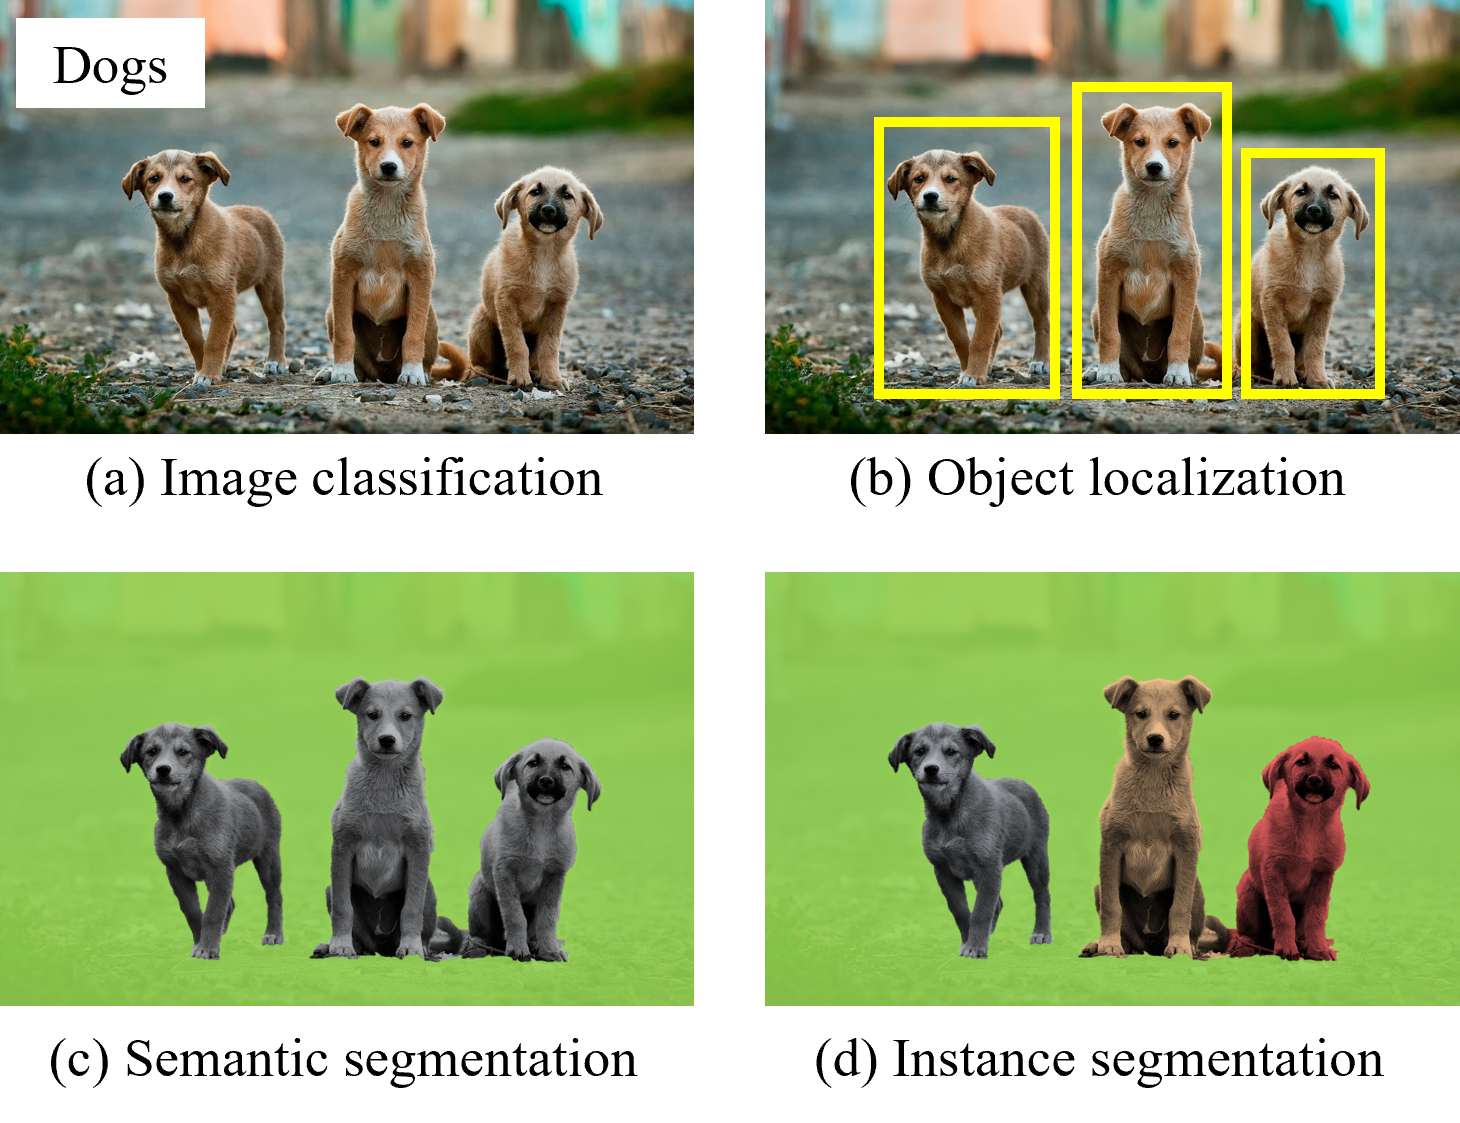 Dogs
(a) Image classification
(b) Object localization
(c) Semantic segmentation
(d) Instance segmentation